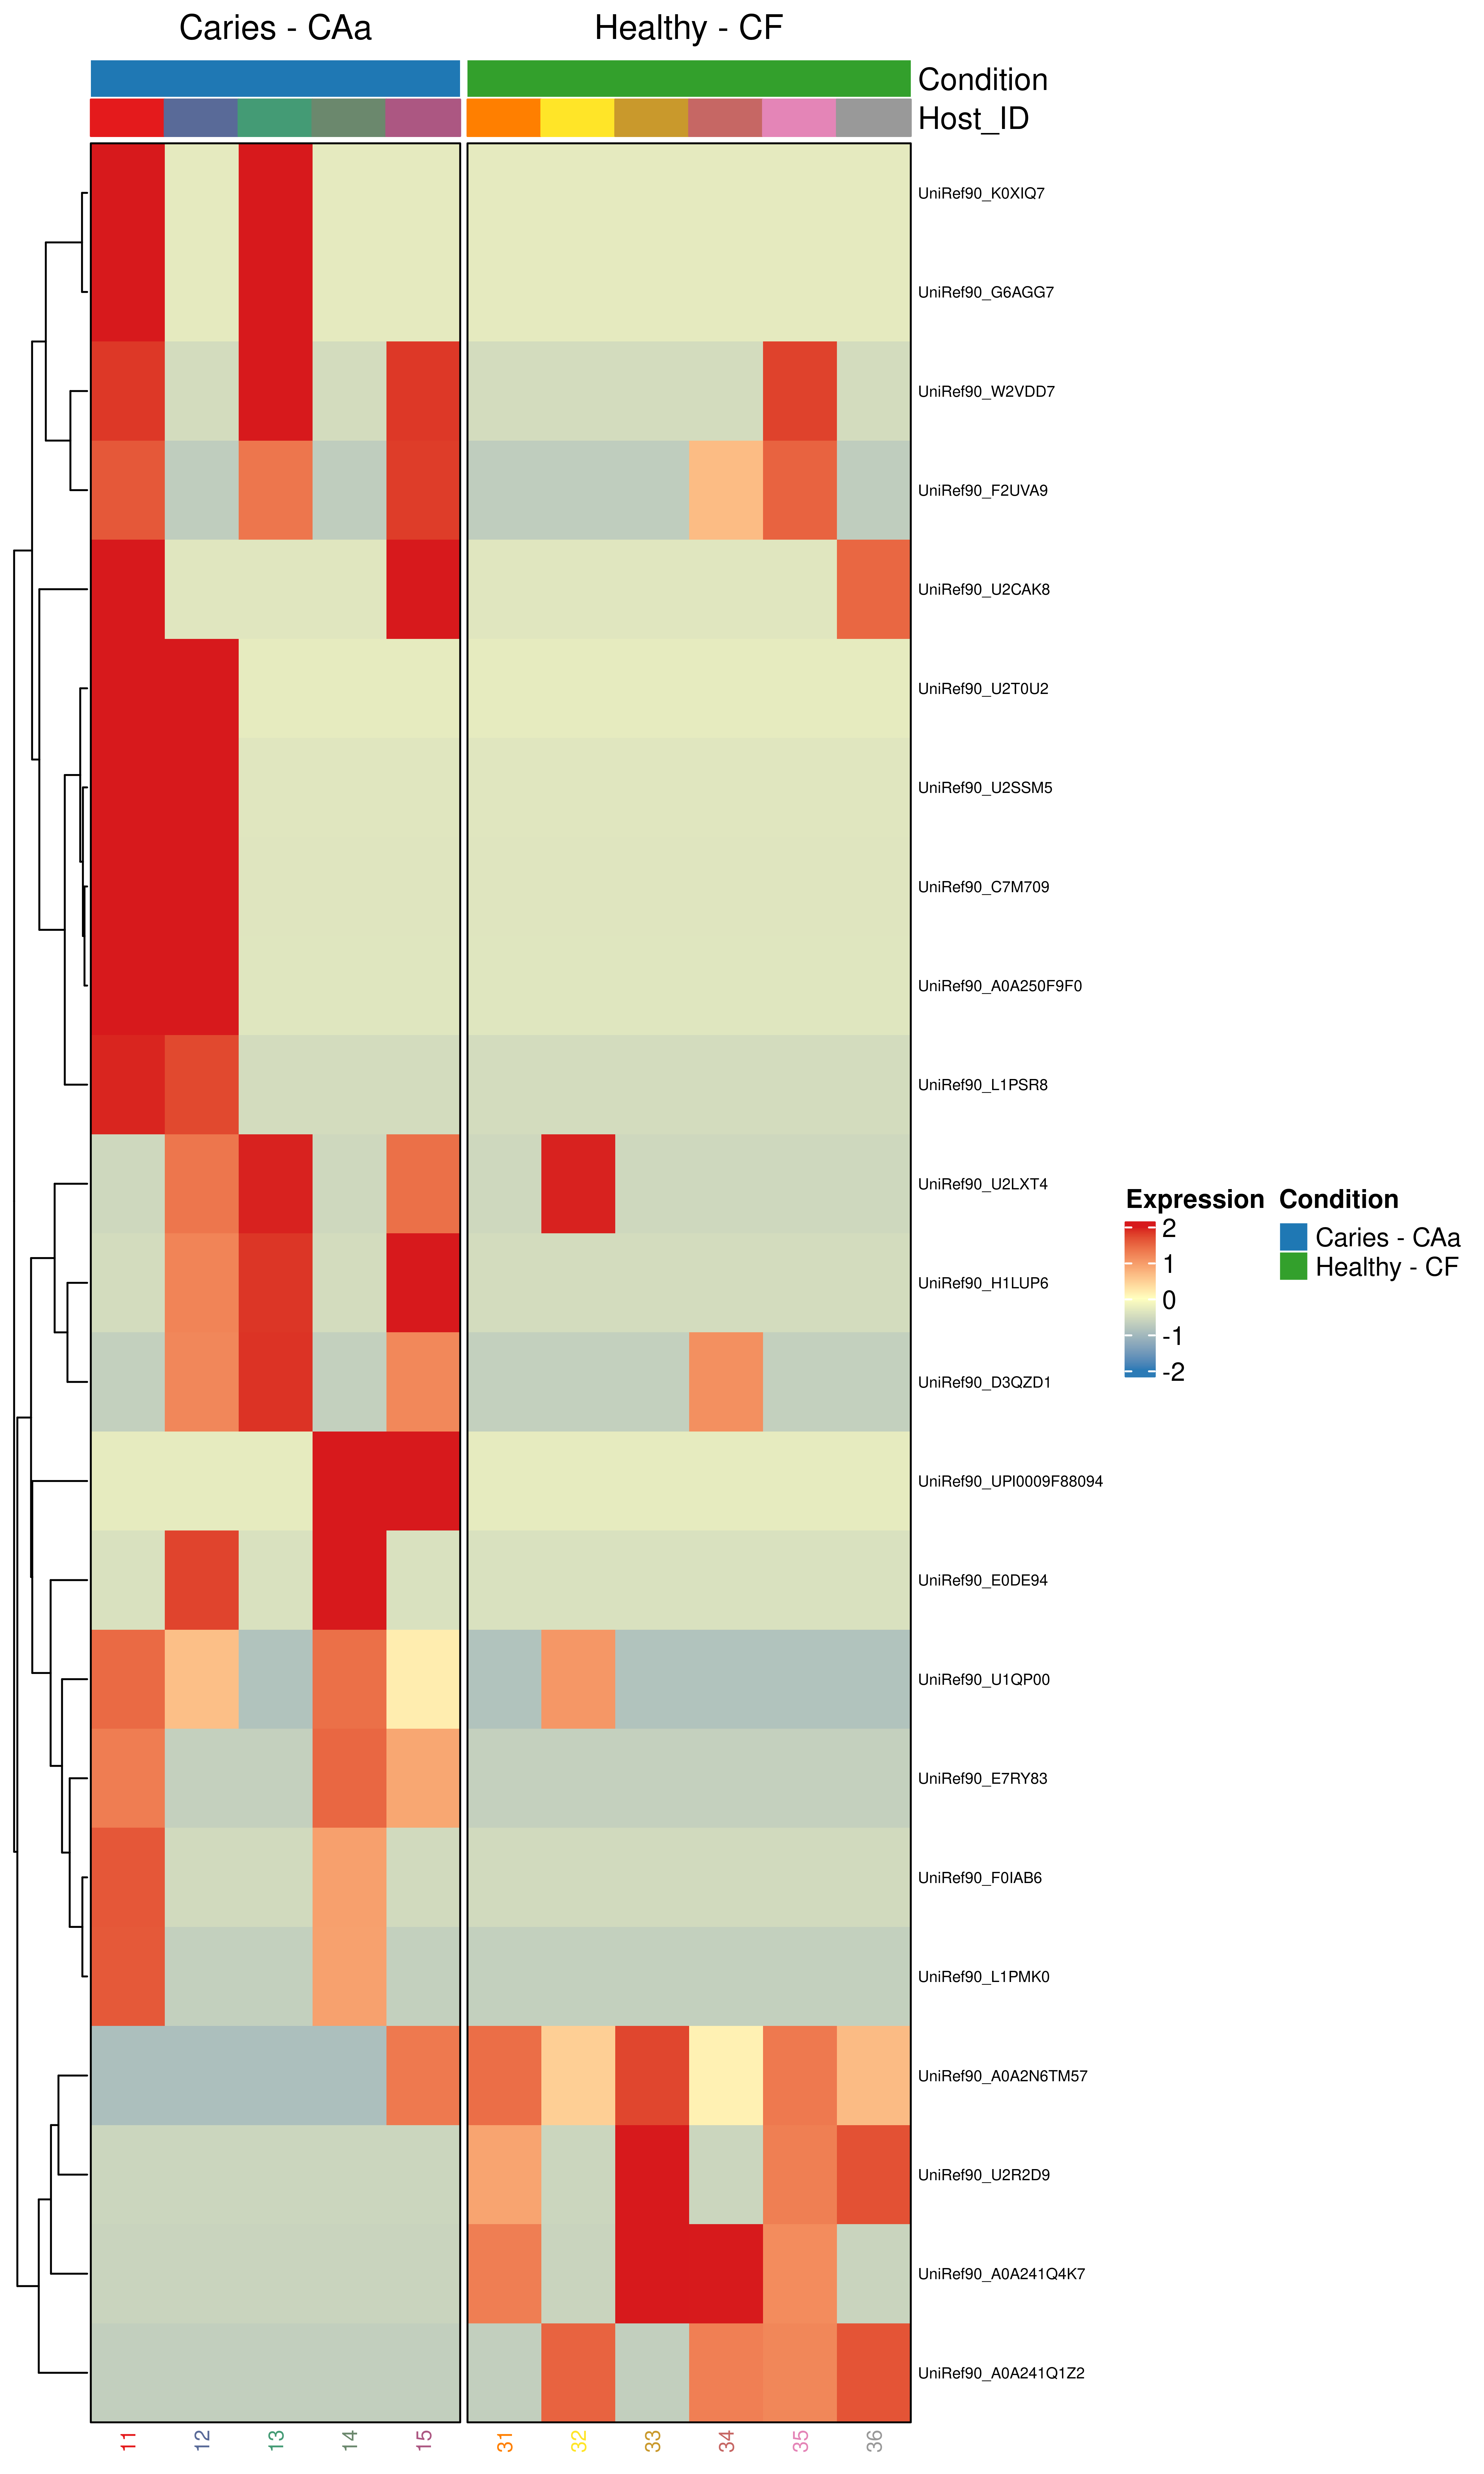 Caries - CAa
Healthy - CF
Condition
Host_ID
UniRef90_K0XIQ7
UniRef90_G6AGG7
UniRef90_W2VDD7
UniRef90_F2UVA9
UniRef90_U2CAK8
UniRef90_U2T0U2
UniRef90_U2SSM5
UniRef90_C7M709
UniRef90_A0A250F9F0
UniRef90_L1PSR8
UniRef90_U2LXT4
UniRef90_H1LUP6
UniRef90_D3QZD1
UniRef90_UPI0009F88094
UniRef90_E0DE94
UniRef90_U1QP00
UniRef90_E7RY83
UniRef90_F0IAB6
UniRef90_L1PMK0
UniRef90_A0A2N6TM57
UniRef90_U2R2D9
UniRef90_A0A241Q4K7
UniRef90_A0A241Q1Z2
11 12 13 14 15 31 32 33 34 35 36
Expression
2
1
0
-1
-2
Condition
Caries - CAa
Healthy - CF